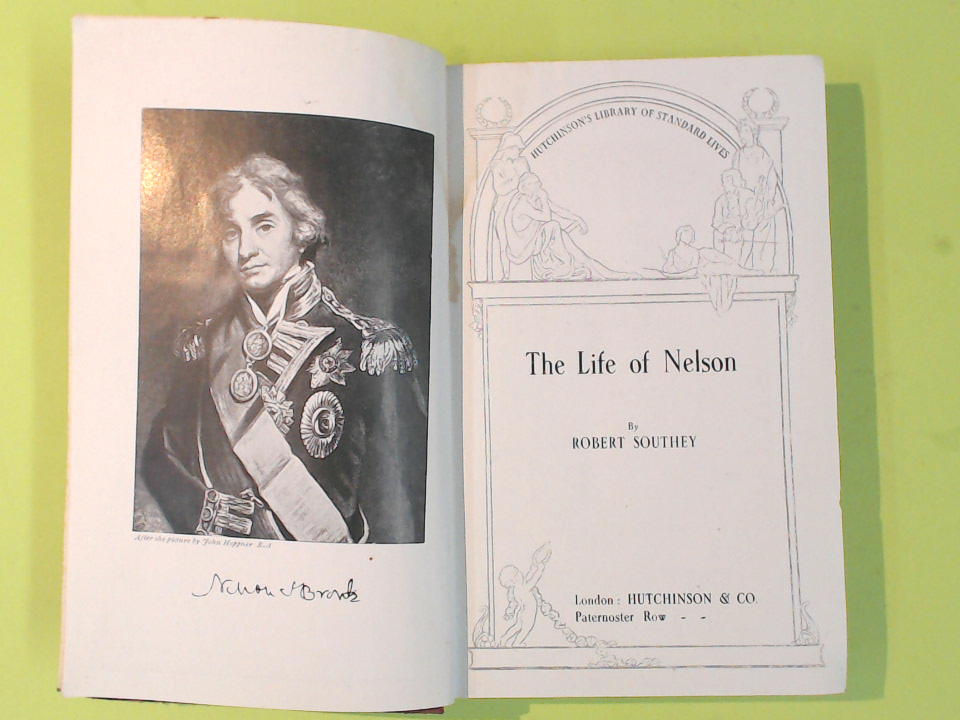 After the picture by John Hoppner R.A
Nelson & Bronte
HUTCHINSON'S LIBRARY OF STANDARD LIVES
The Life of Nelson
By
ROBERT SOUTHEY
London: HUTCHINSON & CO.
Paternoster Row - -